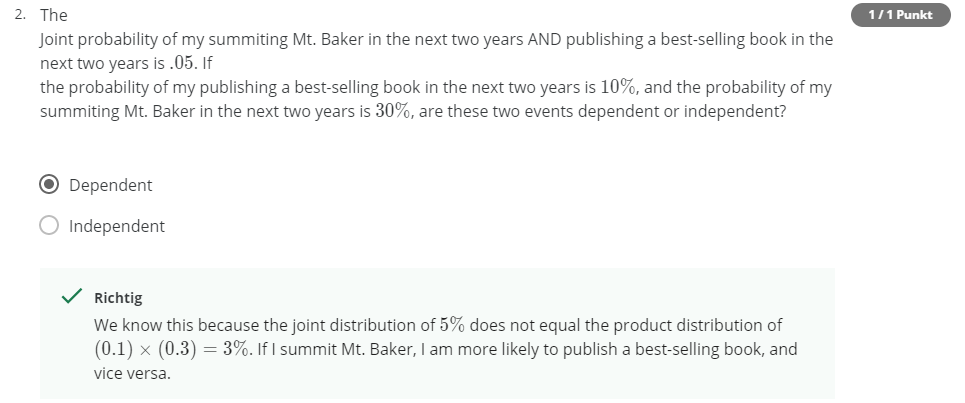 2. The
1 / 1 Punkt
Joint probability of my summiting Mt. Baker in the next two years AND publishing a best-selling book in the
next two years is .05. If
the probability of my publishing a best-selling book in the next two years is 10%, and the probability of my
summiting Mt. Baker in the next two years is 30%, are these two events dependent or independent?
Dependent
Independent
Richtig
We know this because the joint distribution of 5% does not equal the product distribution of
(0.1) × (0.3) = 3%. If I summit Mt. Baker, I am more likely to publish a best-selling book, and
vice versa.